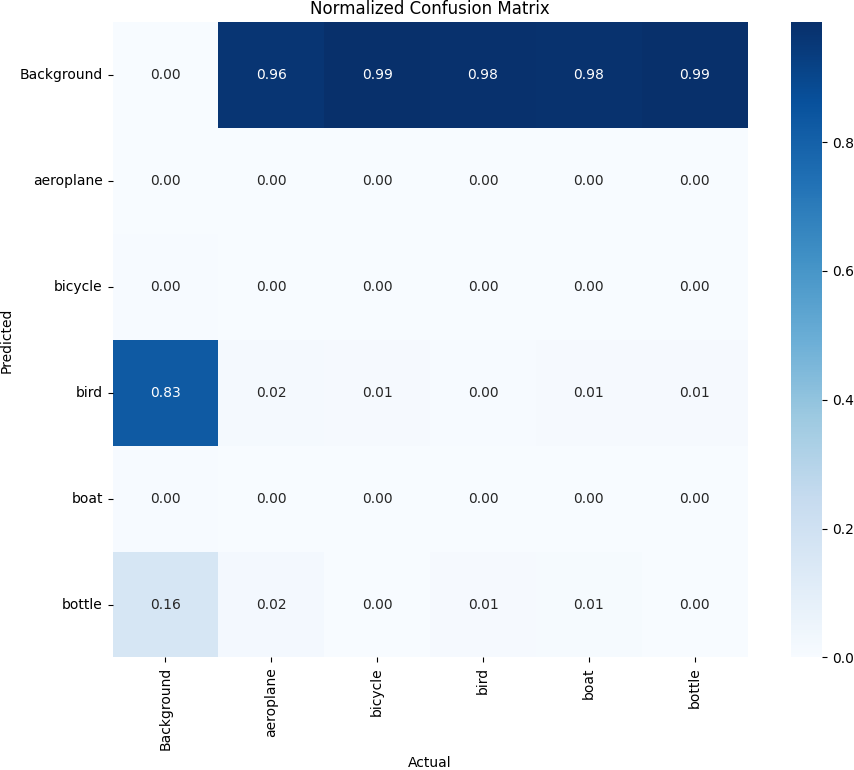 Normalized Confusion Matrix
Background 0.00 0.96 0.99 0.98 0.98 0.99
aeroplane 0.00 0.00 0.00 0.00 0.00 0.00
bicycle 0.00 0.00 0.00 0.00 0.00 0.00
bird 0.83 0.02 0.01 0.00 0.01 0.01
boat 0.00 0.00 0.00 0.00 0.00 0.00
bottle 0.16 0.02 0.00 0.01 0.01 0.00
Predicted
Background aeroplane bicycle bird boat bottle
Actual
0.8
0.6
0.4
0.2
0.0